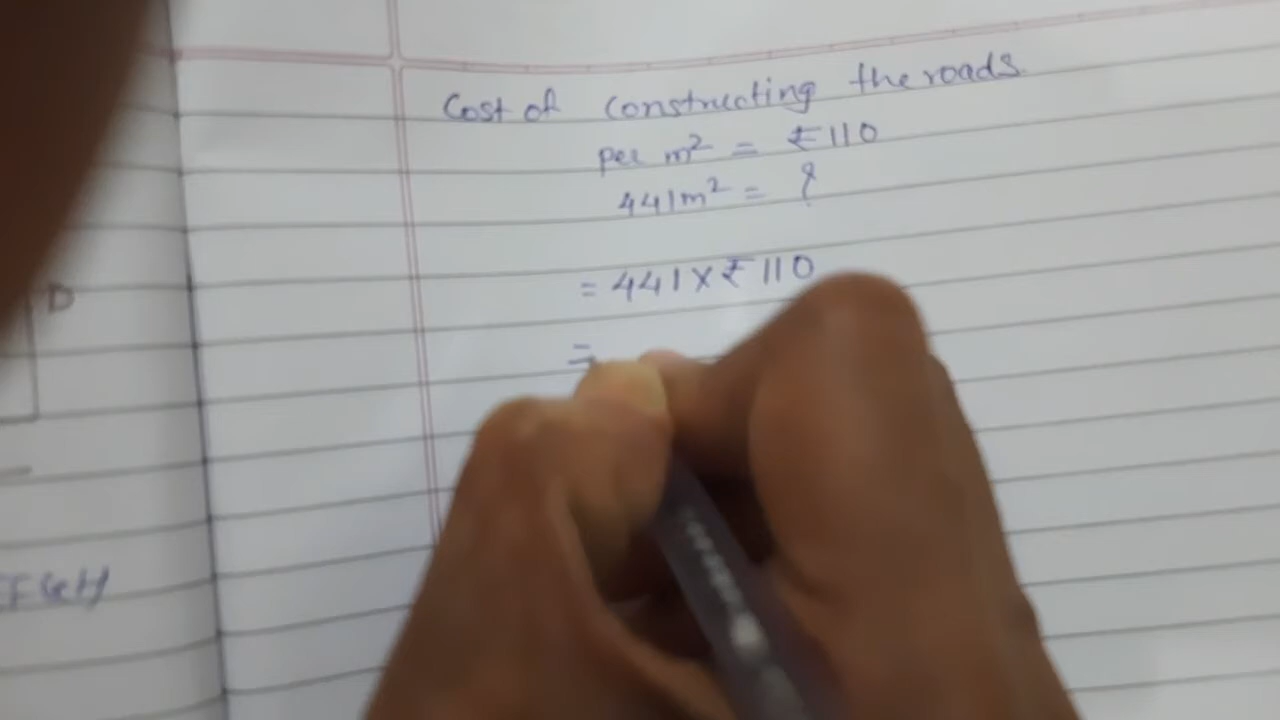 Cost of constructing the roads
per m² = ₹110
441m² = ?
= 441 x ₹ 110
=
D